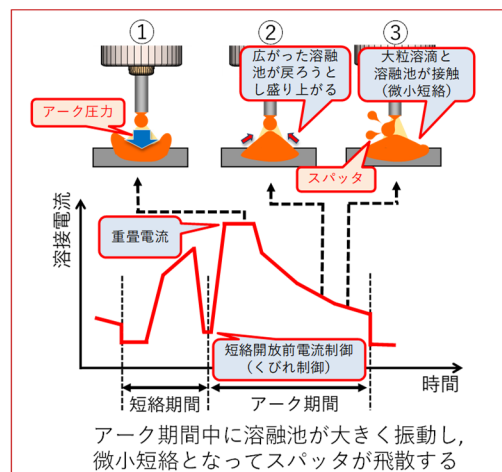 ①
②
③
アーク圧力
広がった溶融
池が戻ろうと
し盛り上がる
大粒溶滴と
溶融池が接触
（微小短絡）
スパッタ
重畳電流
溶接電流
短絡開放前電流制御
（くびれ制御）
時間
短絡期間
アーク期間
アーク期間中に溶融池が大きく振動し,
微小短絡となってスパッタが飛散する